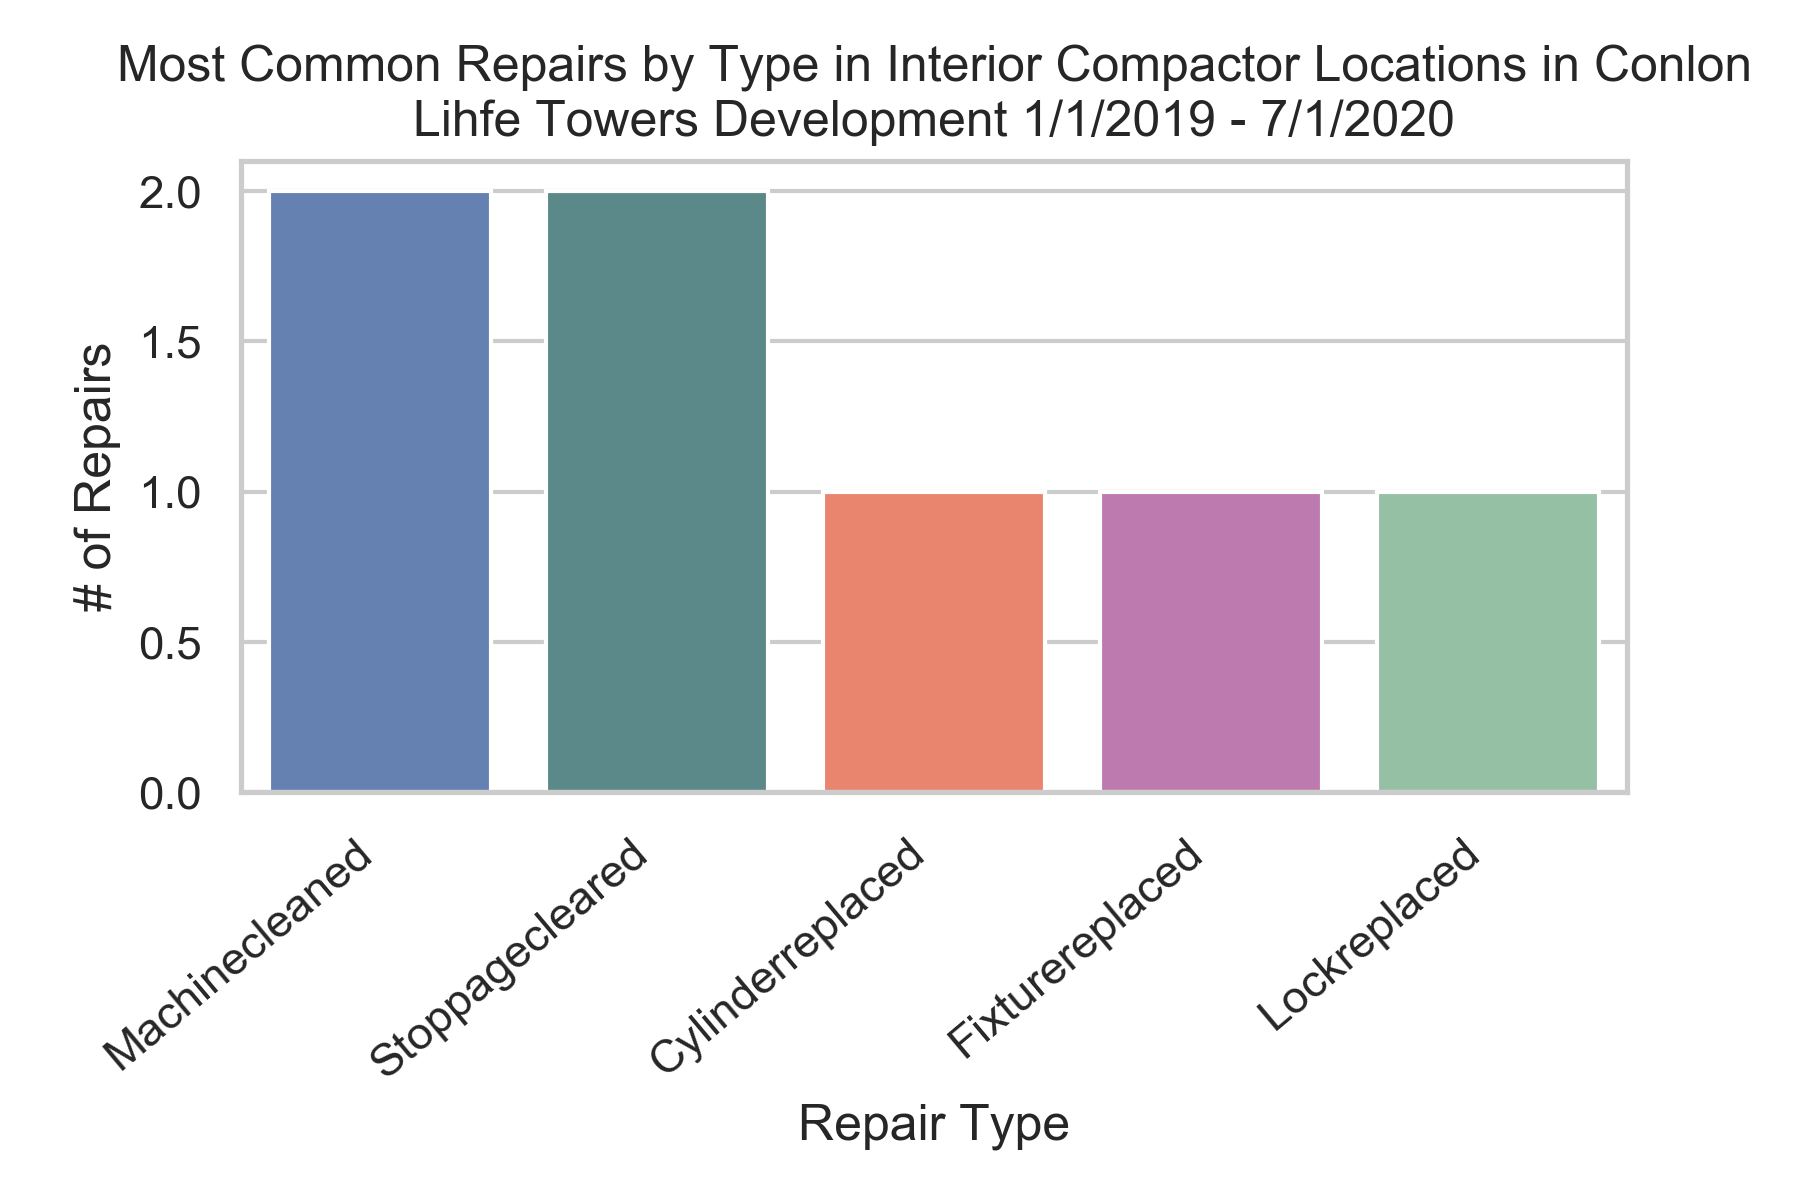 Most Common Repairs by Type in Interior Compactor Locations in Conlon
Lihfe Towers Development 1/1/2019 - 7/1/2020
# of Repairs
2.0
1.5
1.0
0.5
0.0
Machinecleaned
Stoppagecleared
Cylinderreplaced
Fixturereplaced
Lockreplaced
Repair Type